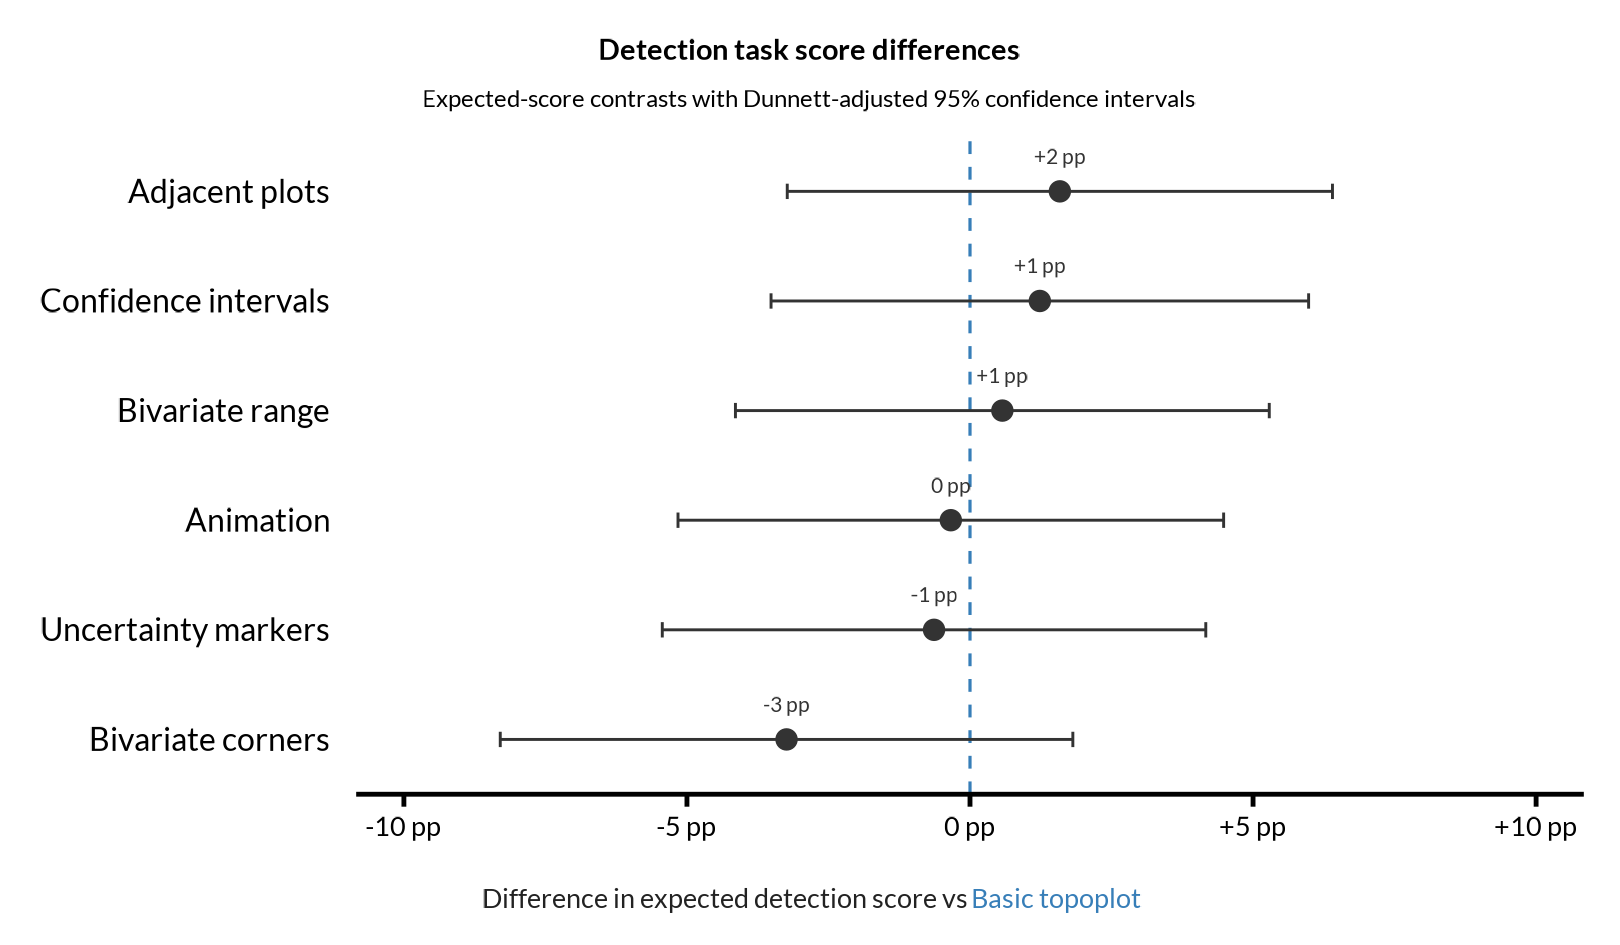 Detection task score differences
Expected-score contrasts with Dunnett-adjusted 95% confidence intervals
+2 pp
Adjacent plots
+1 pp
Confidence intervals
+1 pp
Bivariate range
0 pp
Animation
-1 pp
Uncertainty markers
-3 pp
Bivariate corners
-10 pp -5 pp 0 pp +5 pp +10 pp
Difference in expected detection score vs Basic topoplot